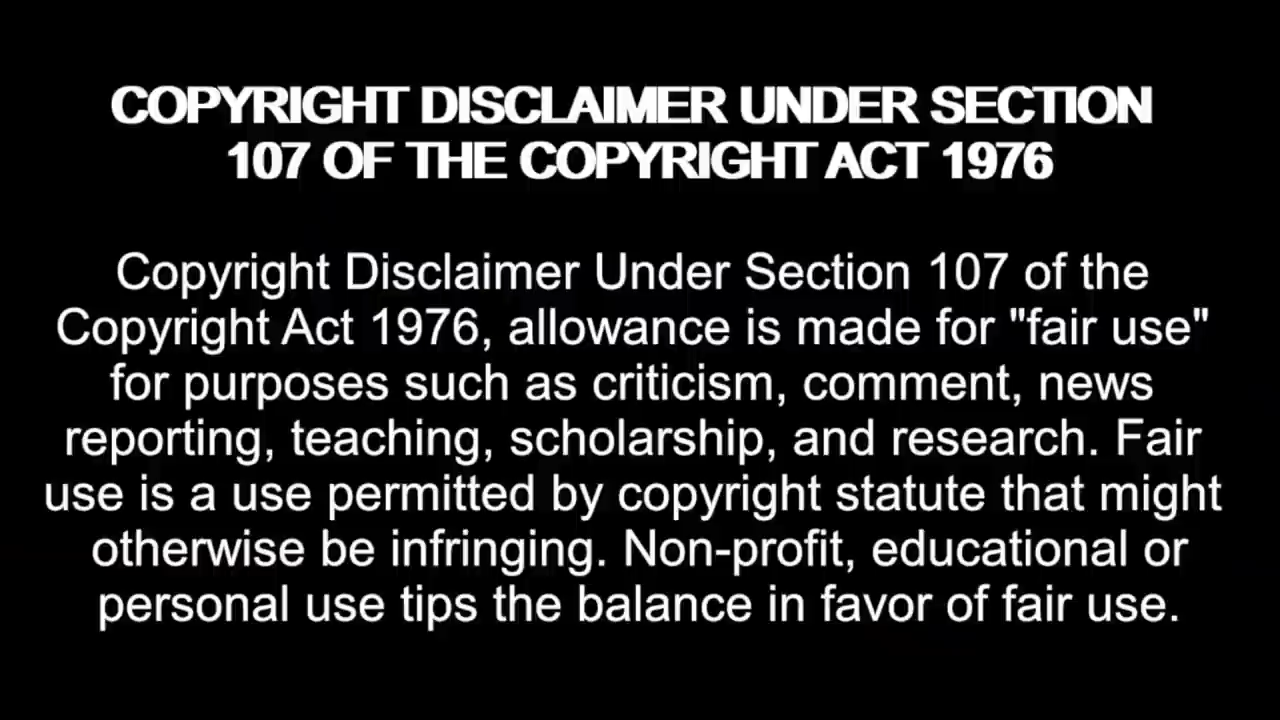 COPYRIGHT DISCLAIMER UNDER SECTION
107 OF THE COPYRIGHT ACT 1976
Copyright Disclaimer Under Section 107 of the
Copyright Act 1976, allowance is made for "fair use"
for purposes such as criticism, comment, news
reporting, teaching, scholarship, and research. Fair
use is a use permitted by copyright statute that might
otherwise be infringing. Non-profit, educational or
personal use tips the balance in favor of fair use.